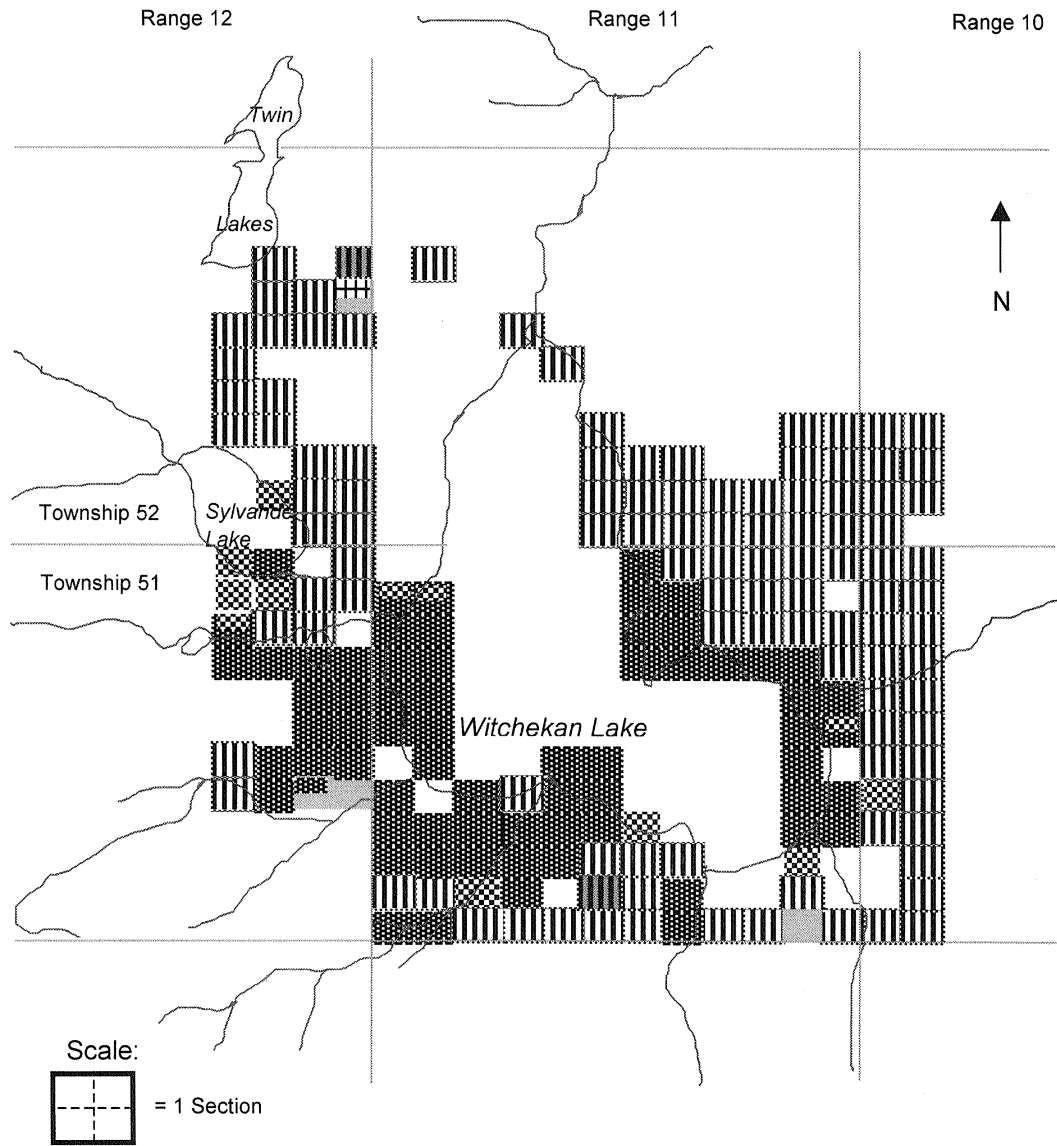 Range 12
Range 11
Range 10
Twin
Lakes
N
Township 52
Sylvande
Lake
Township 51
Witchekan Lake
Scale:
= 1 Section